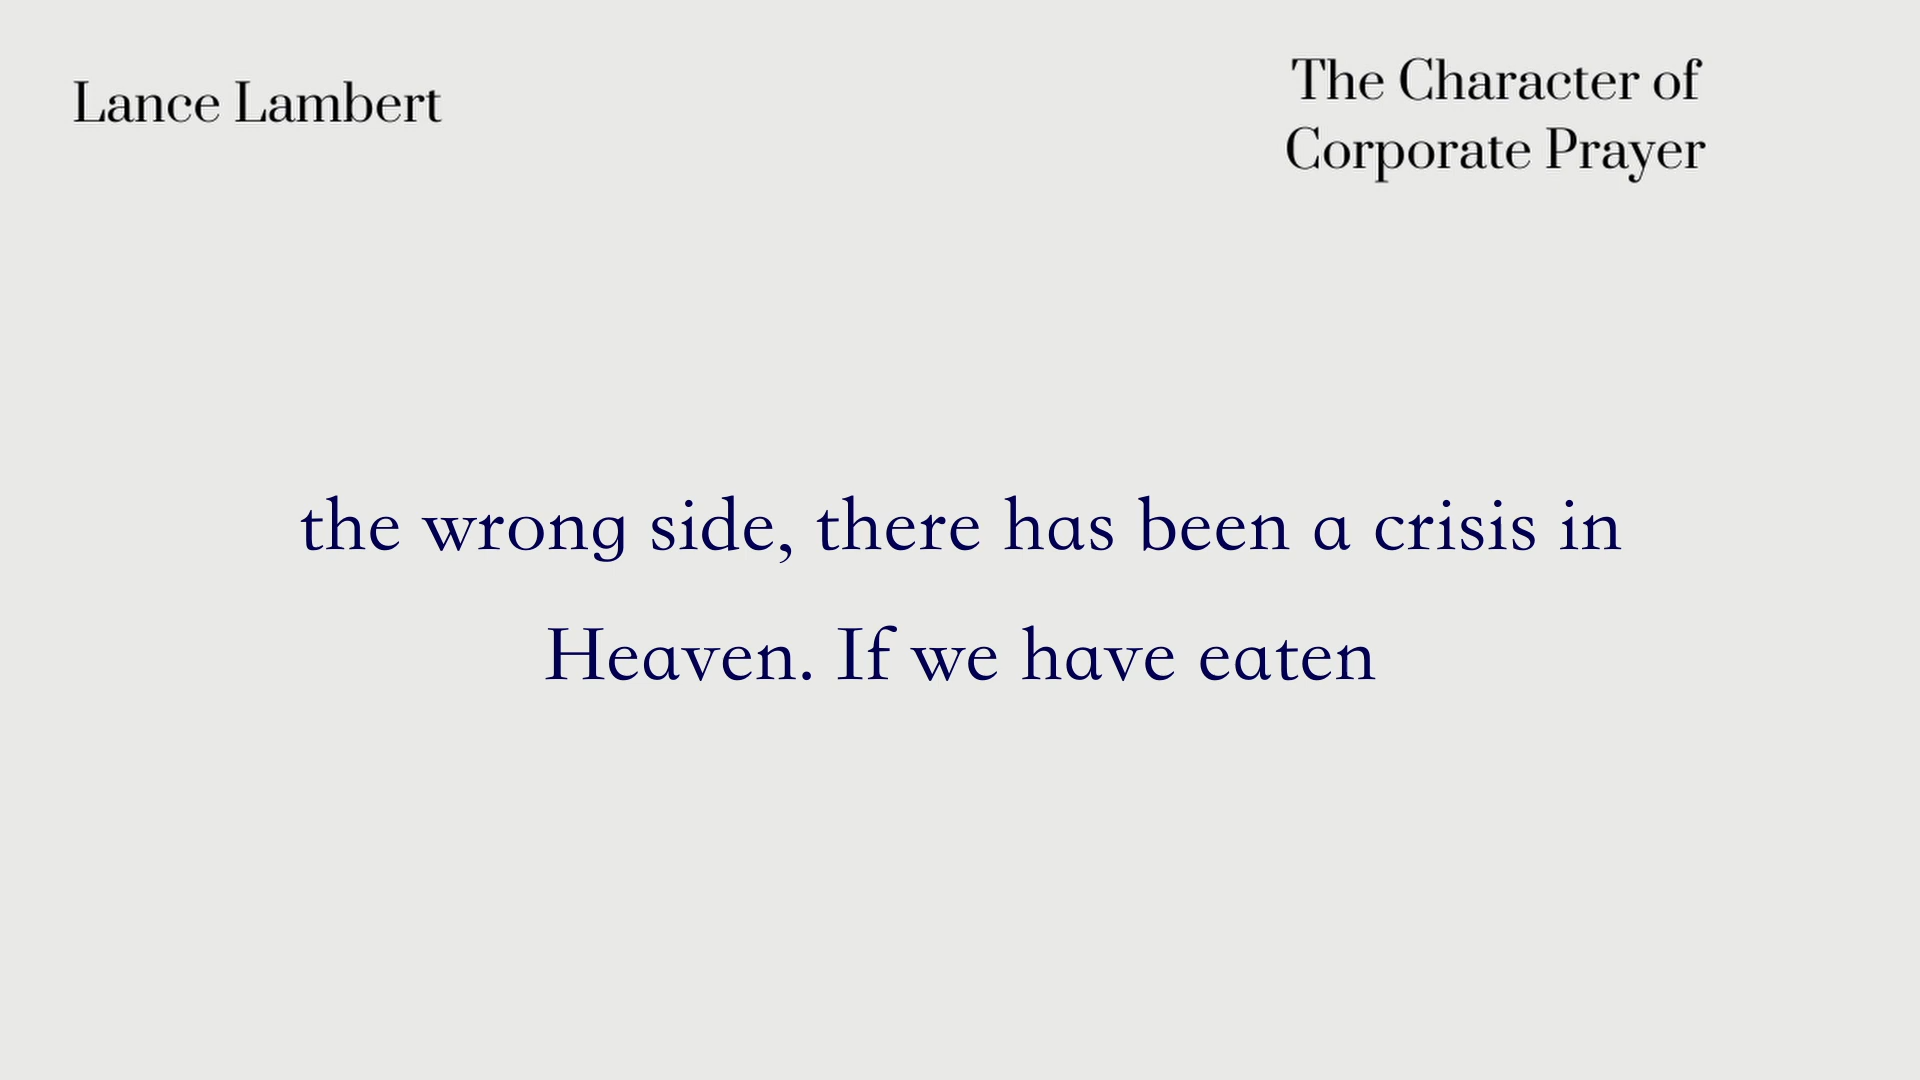 Lance Lambert
The Character of
Corporate Prayer
the wrong side, there has been a crisis in
Heaven. If we have eaten